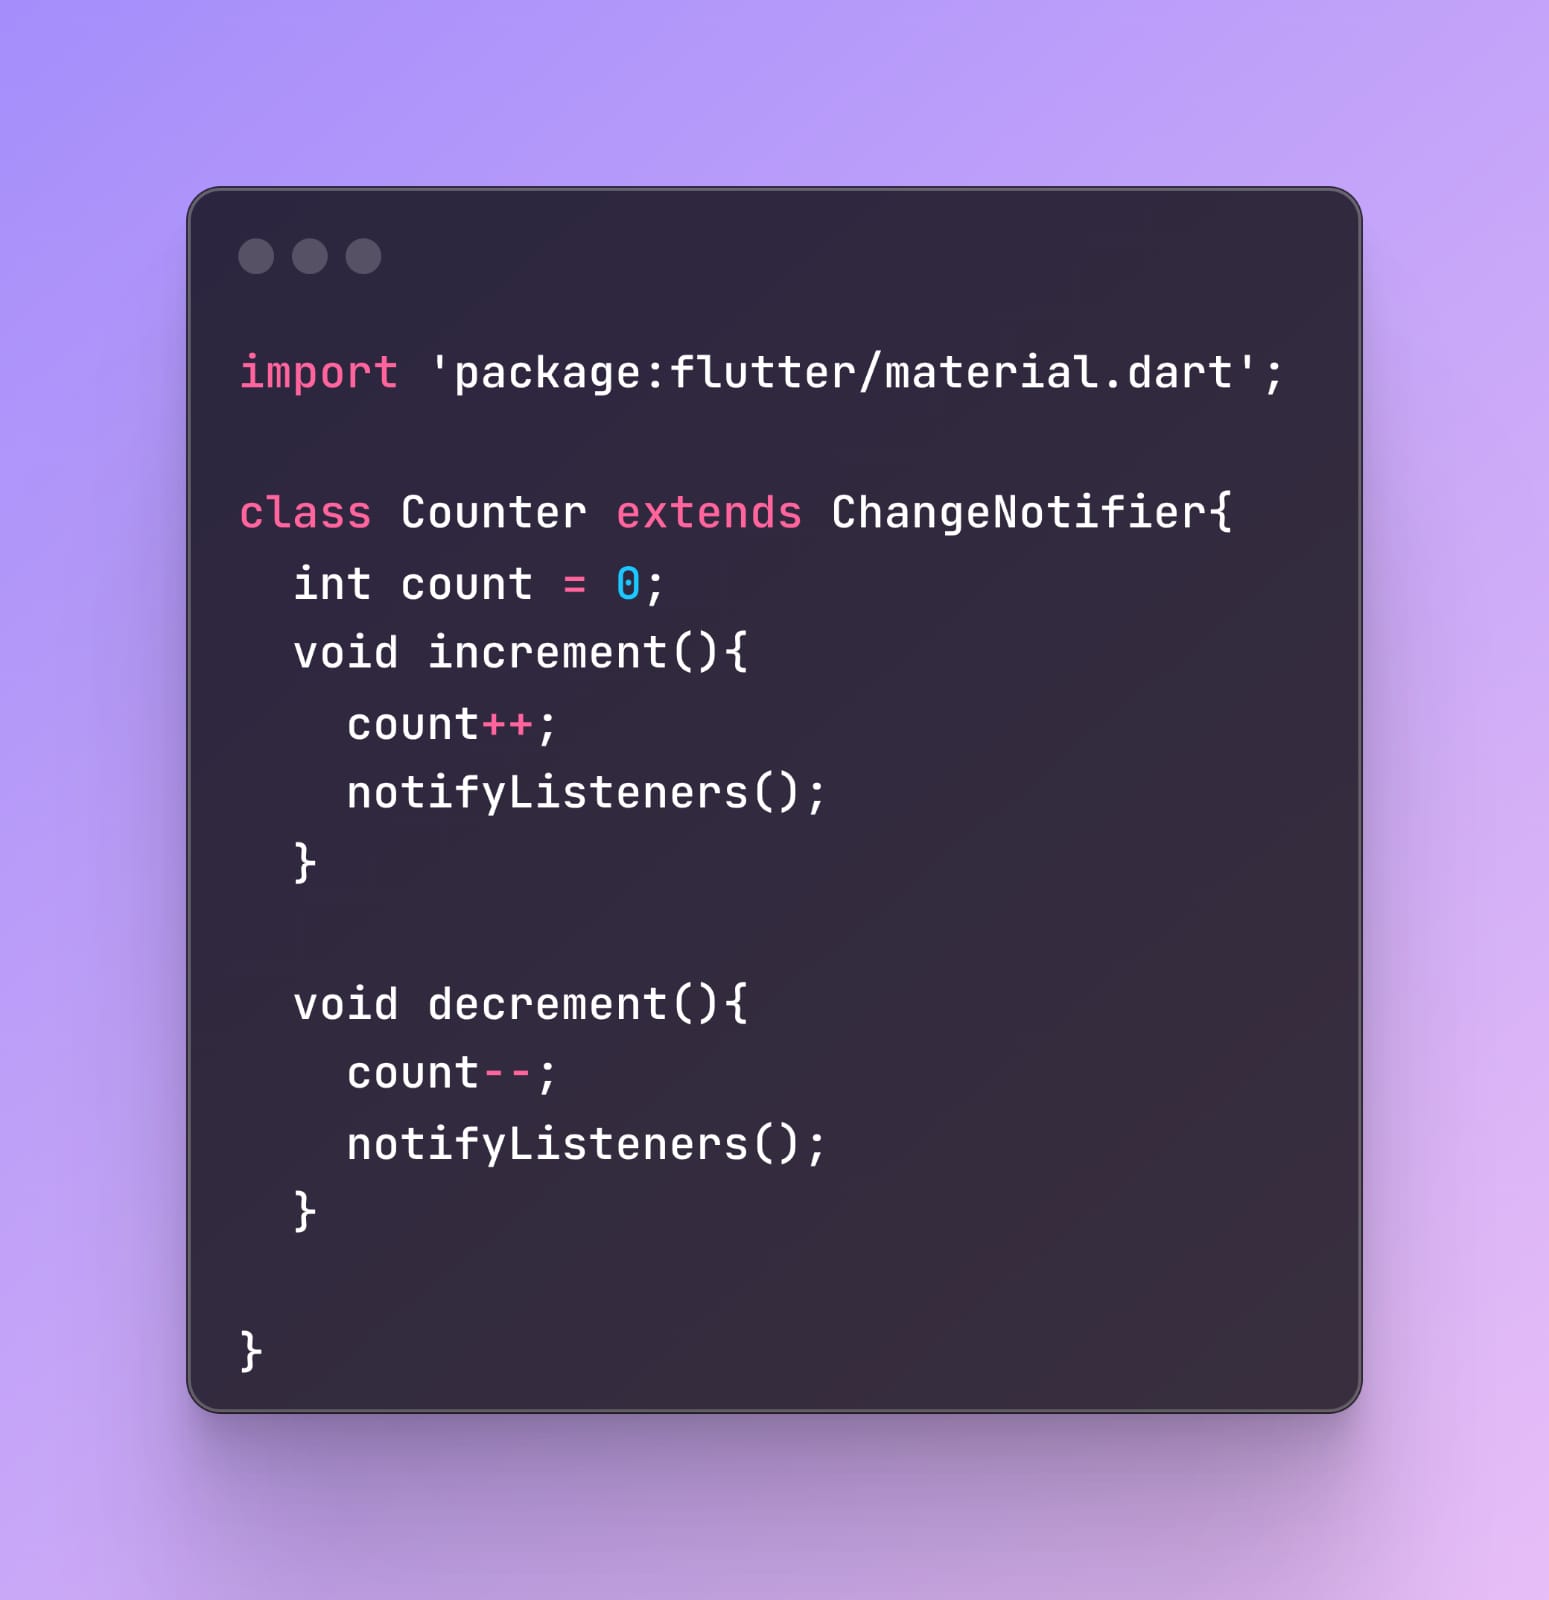 import 'package:flutter/material.dart';
class Counter extends ChangeNotifier{
  int count = 0;
  void increment(){
    count++;
    notifyListeners();
  }
  void decrement(){
    count--;
    notifyListeners();
  }
}